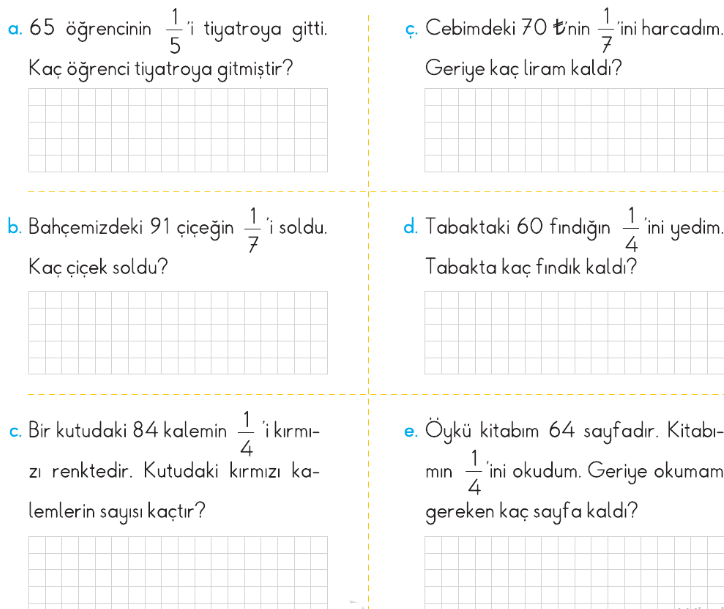 a. 65 öğrencinin 1/5 'i tiyatroya gitti.
Kaç öğrenci tiyatroya gitmiştir?
b. Bahçemizdeki 91 çiçeğin 1/7 'i soldu.
Kaç çiçek soldu?
c. Bir kutudaki 84 kalemin 1/4 'i kırmı-
zı renktedir. Kutudaki kırmızı ka-
lemlerin sayısı kaçtır?
ç. Cebimdeki 70 ₺'nin 1/7 'ini harcadım.
Geriye kaç liram kaldı?
d. Tabaktaki 60 fındığın 1/4 'ini yedim.
Tabakta kaç fındık kaldı?
e. Öykü kitabım 64 sayfadır. Kitabı-
mın 1/4 'ini okudum. Geriye okumam
gereken kaç sayfa kaldı?